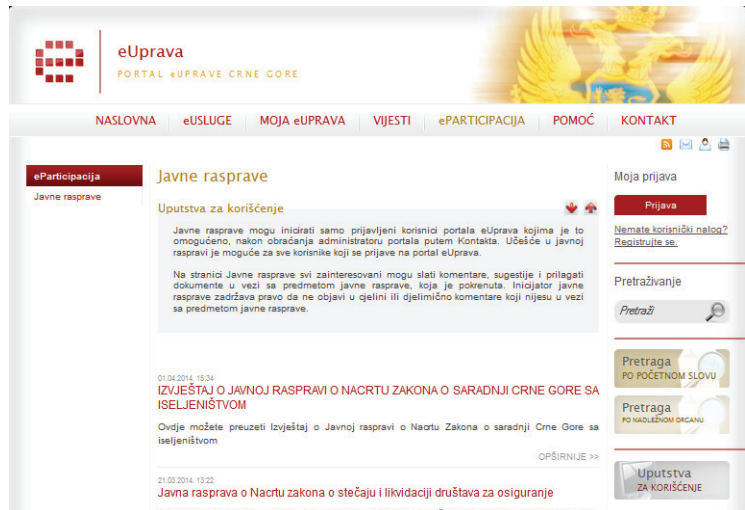 eUprava
PORTAL eUPRAVE CRNE GORE
NASLOVNA eUSLUGE MOJA eUPRAVA VIJESTI ePARTICIPACIJA POMOĆ KONTAKT
eParticipacija
Javne rasprave
Javne rasprave
Uputstva za korišćenje
Javne rasprave mogu inicirati samo prijavljeni korisnici portala eUprava kojima je to
omogućeno, nakon obraćanja administratoru portala putem Kontakta. Učešće u javnoj
raspravi je moguće za sve korisnike koji se prijave na portal eUprava.
Na stranici Javne rasprave svi zainteresovani mogu slati komentare, sugestije i prilagati
dokumente u vezi sa predmetom javne rasprave, koja je pokrenuta. Inicijator javne
rasprave zadržava pravo da ne objavi u cjelini ili djelimično komentare koji nijesu u vezi
sa predmetom javne rasprave.
01.04.2014. 15:34
IZVJEŠTAJ O JAVNOJ RASPRAVI O NACRTU ZAKONA O SARADNJI CRNE GORE SA
ISELJENIŠTVOM
Ovdje možete preuzeti Izvještaj o Javnoj raspravi o Nacrtu Zakona o saradnji Crne Gore sa
iseljeništvom
OPŠIRNIJE >>
21.03.2014. 13:22
Javna rasprava o Nacrtu zakona o stečaju i likvidaciji društava za osiguranje
Moja prijava
Prijava
Nemate korisnički nalog?
Registrujte se.
Pretraživanje
Pretraži
Pretraga
PO POČETNOM SLOVU
Pretraga
PO NADLEŽNOM ORGANU
Uputstva
ZA KORIŠĆENJE